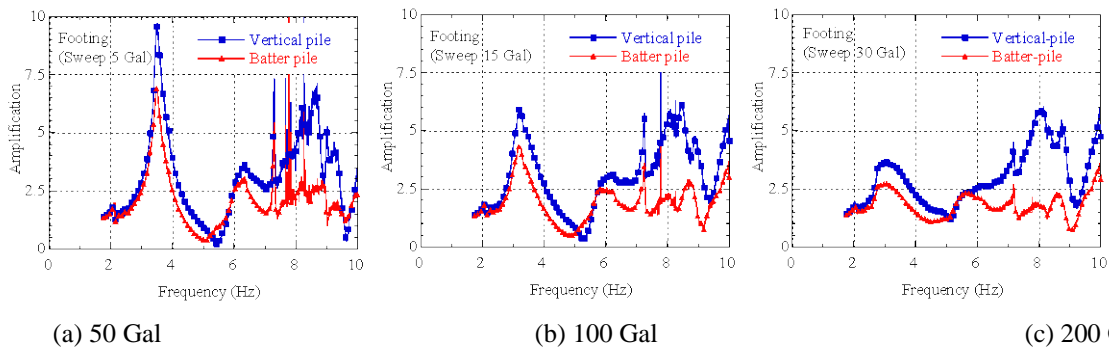 10
7.5
5
2.5
0
Amplification
Footing
(Sweep 5 Gal)
Vertical pile
Batter pile
0 2 4 6 8 10
Frequency (Hz)
10
7.5
5
2.5
0
Amplification
Footing
(Sweep 15 Gal)
Vertical pile
Batter pile
0 2 4 6 8 10
Frequency (Hz)
10
7.5
5
2.5
0
Amplification
Footing
(Sweep 30 Gal)
Vertical-pile
Batter-pile
0 2 4 6 8 10
Frequency (Hz)
(a) 50 Gal
(b) 100 Gal
(c) 200